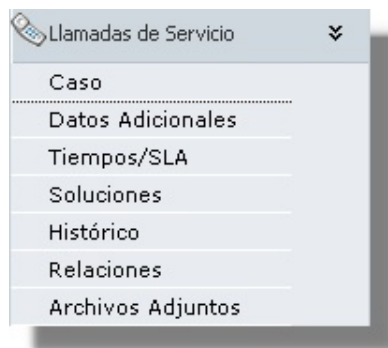 Llamadas de Servicio
Caso
Datos Adicionales
Tiempos/SLA
Soluciones
Histórico
Relaciones
Archivos Adjuntos